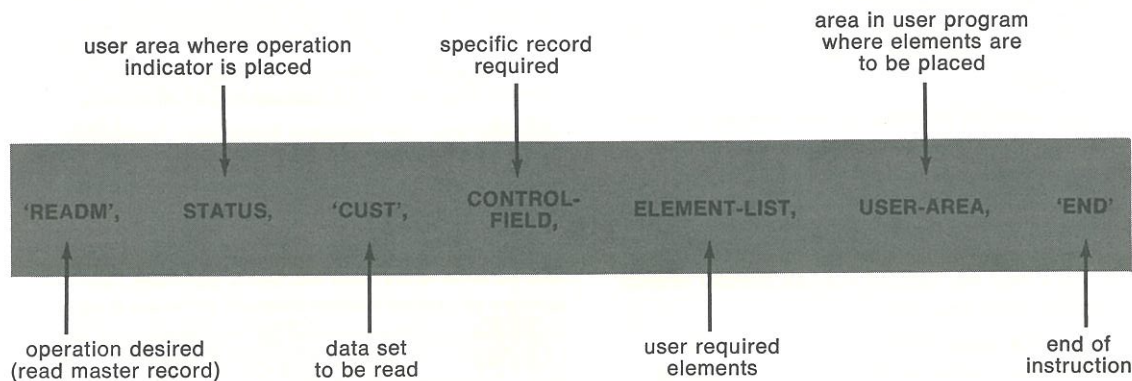 user area where operation
indicator is placed
specific record
required
area in user program
where elements are
to be placed
'READM', STATUS, 'CUST', CONTROL-
FIELD, ELEMENT-LIST, USER-AREA, 'END'
operation desired
(read master record)
data set
to be read
user required
elements
end of
instruction